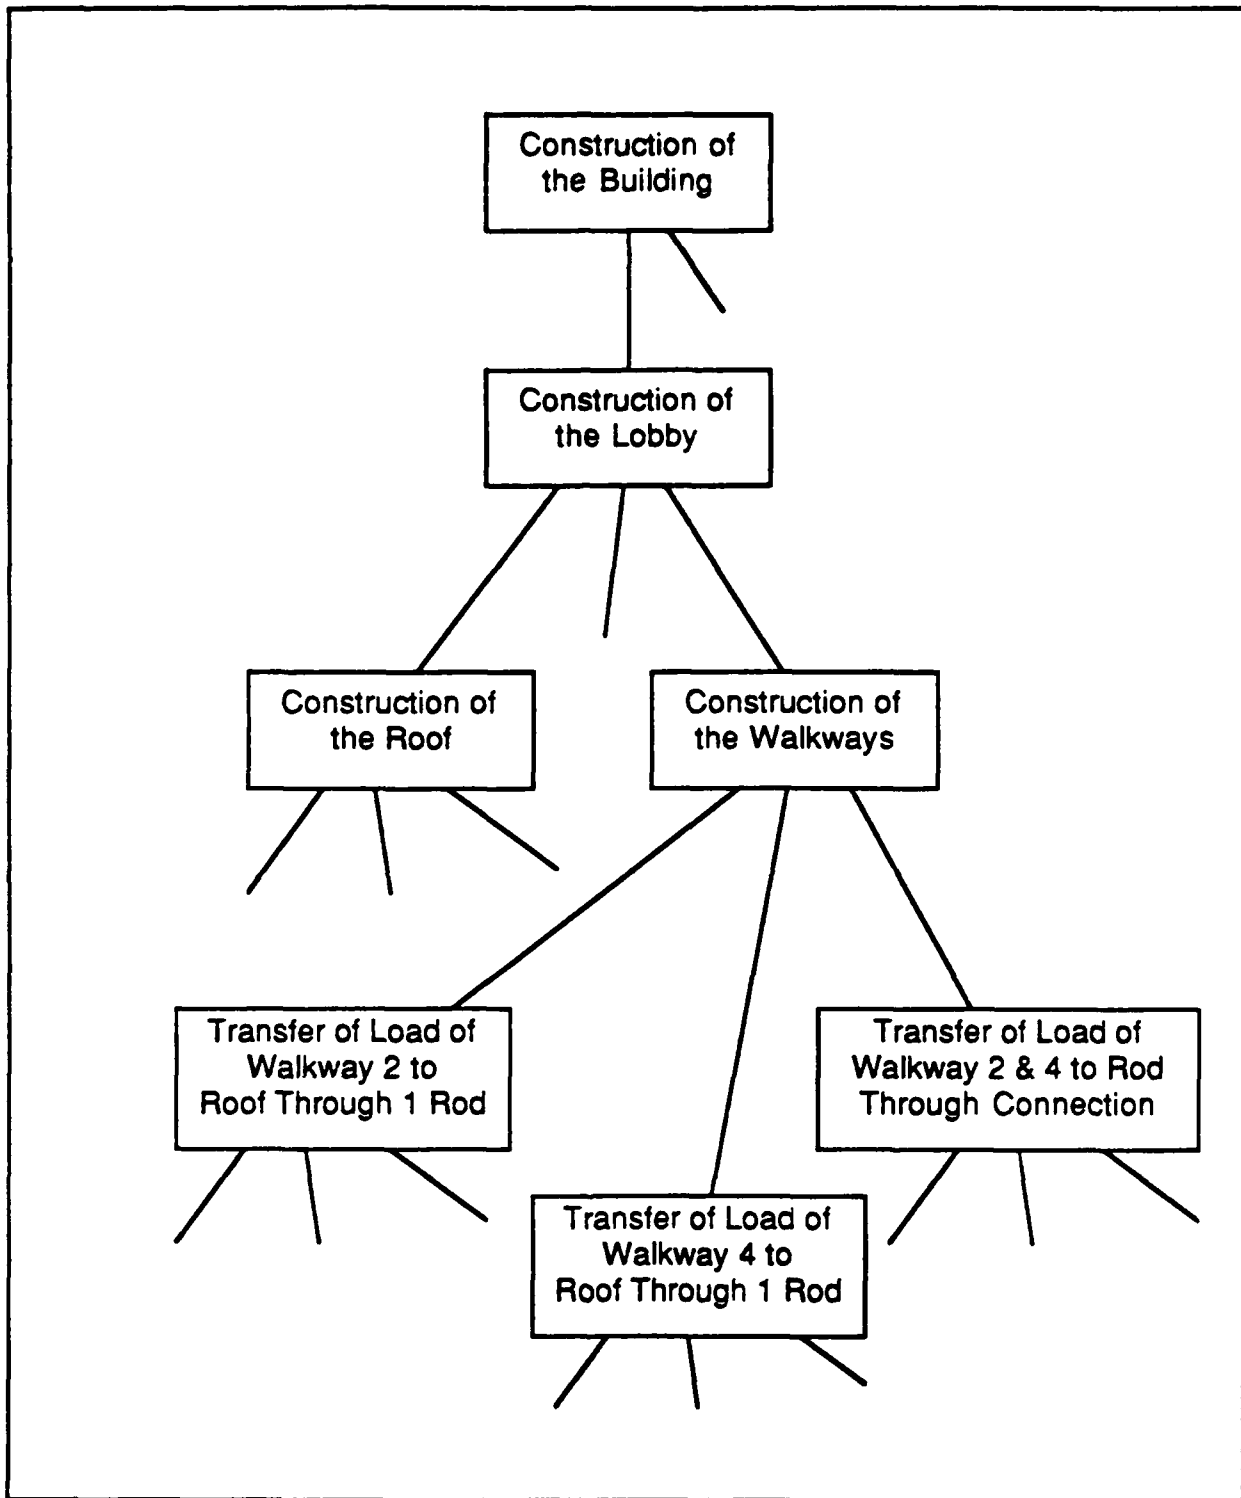 Construction of
the Building
Construction of
the Lobby
Construction of
the Roof
Construction of
the Walkways
Transfer of Load of
Walkway 2 to
Roof Through 1 Rod
Transfer of Load of
Walkway 2 & 4 to Rod
Through Connection
Transfer of Load of
Walkway 4 to
Roof Through 1 Rod